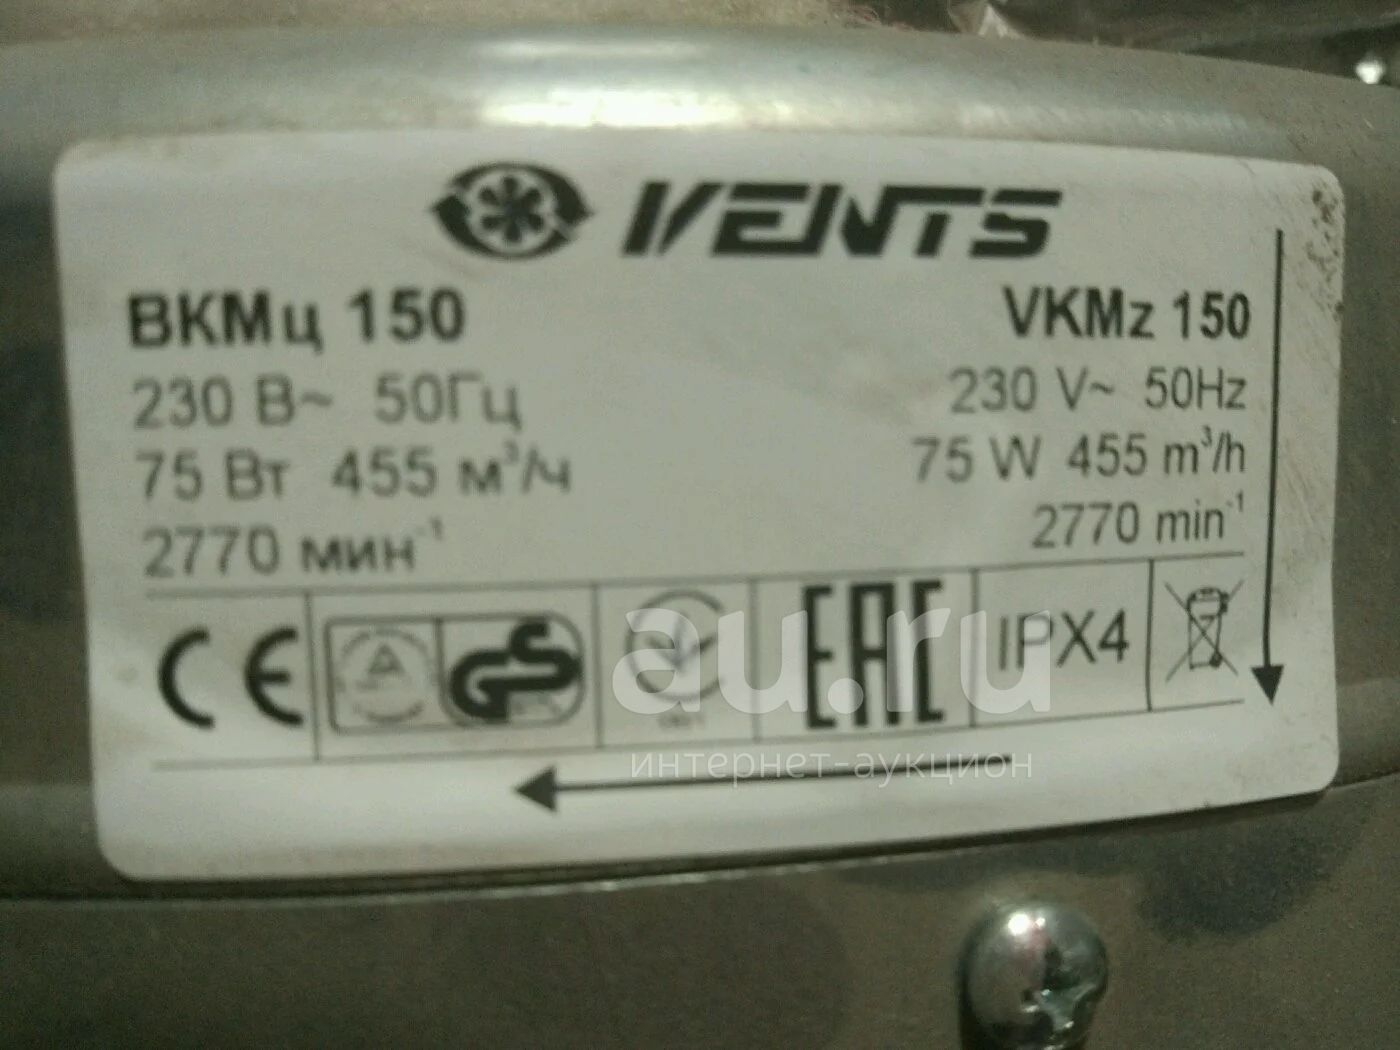 VENTS
ВКМц 150
230 В~ 50Гц
75 Вт 455 м³/ч
2770 мин⁻¹
VKMz 150
230 V~ 50Hz
75 W 455 m³/h
2770 min⁻¹
CE
EAC
IPX4
au.ru
интернет-аукцион